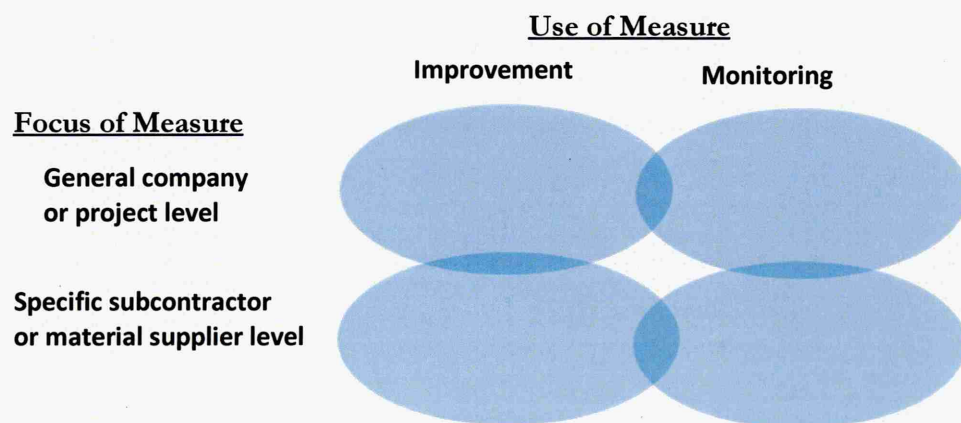 Use of Measure
Improvement
Monitoring
Focus of Measure
General company
or project level
Specific subcontractor
or material supplier level